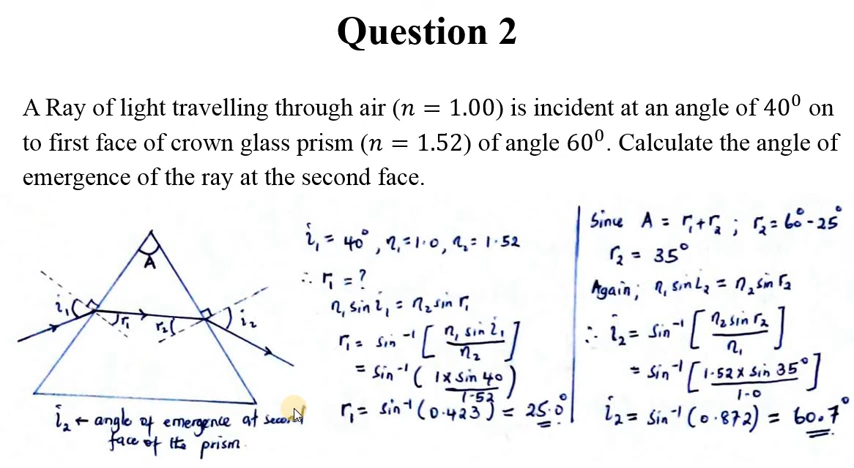 Question 2
A Ray of light travelling through air (n = 1.00) is incident at an angle of 40⁰ on
to first face of crown glass prism (n = 1.52) of angle 60⁰. Calculate the angle of
emergence of the ray at the second face.
A
i₁
r₁
r₂
i₂
i₂ ← angle of emergence at second
face of the prism.
i₁ = 40°, n₁=1.0, n₂= 1.52
∴ r₁ = ?
n₁ sin i₁ = n₂ sin r₁
r₁ = sin⁻¹ [n₁ sin i₁ / n₂]
= sin⁻¹ (1x sin 40 / 1.52)
r₁ = sin⁻¹ (0.423) = 25.0°
Since A = r₁+r₂ ; r₂ = 60°-25°
r₂ = 35°
Again; n₁ sin i₂ = n₂ sin r₂
∴ i₂ = sin⁻¹ [n₂ sin r₂ / n₁]
= sin⁻¹ [1.52 x sin 35° / 1.0]
i₂ = sin⁻¹ (0.872) = 60.7°